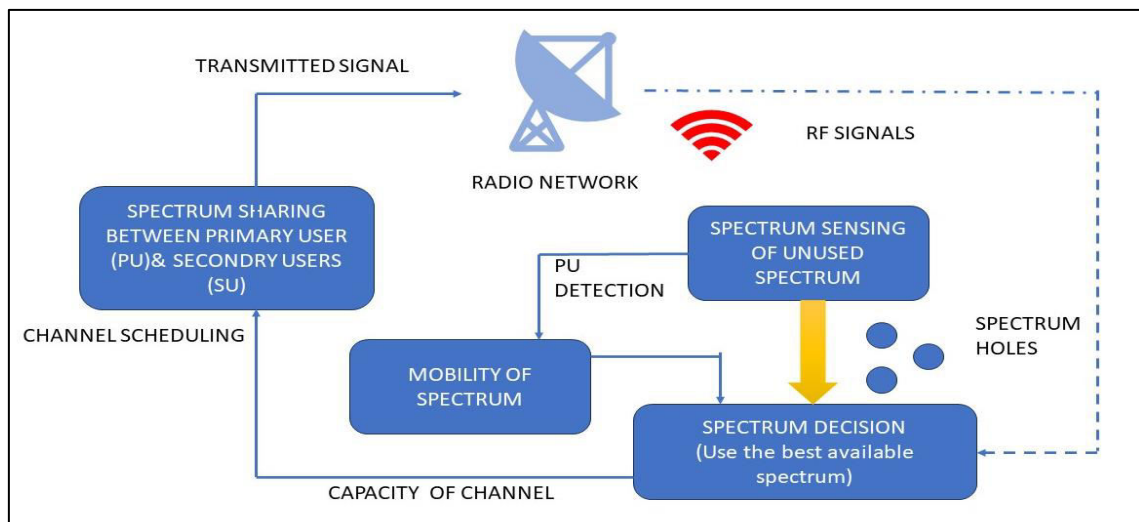 TRANSMITTED SIGNAL
RF SIGNALS
RADIO NETWORK
SPECTRUM SHARING
BETWEEN PRIMARY USER
(PU)& SECONDRY USERS
(SU)
SPECTRUM SENSING
OF UNUSED
SPECTRUM
PU
DETECTION
CHANNEL SCHEDULING
SPECTRUM
HOLES
MOBILITY OF
SPECTRUM
SPECTRUM DECISION
(Use the best available
spectrum)
CAPACITY OF CHANNEL